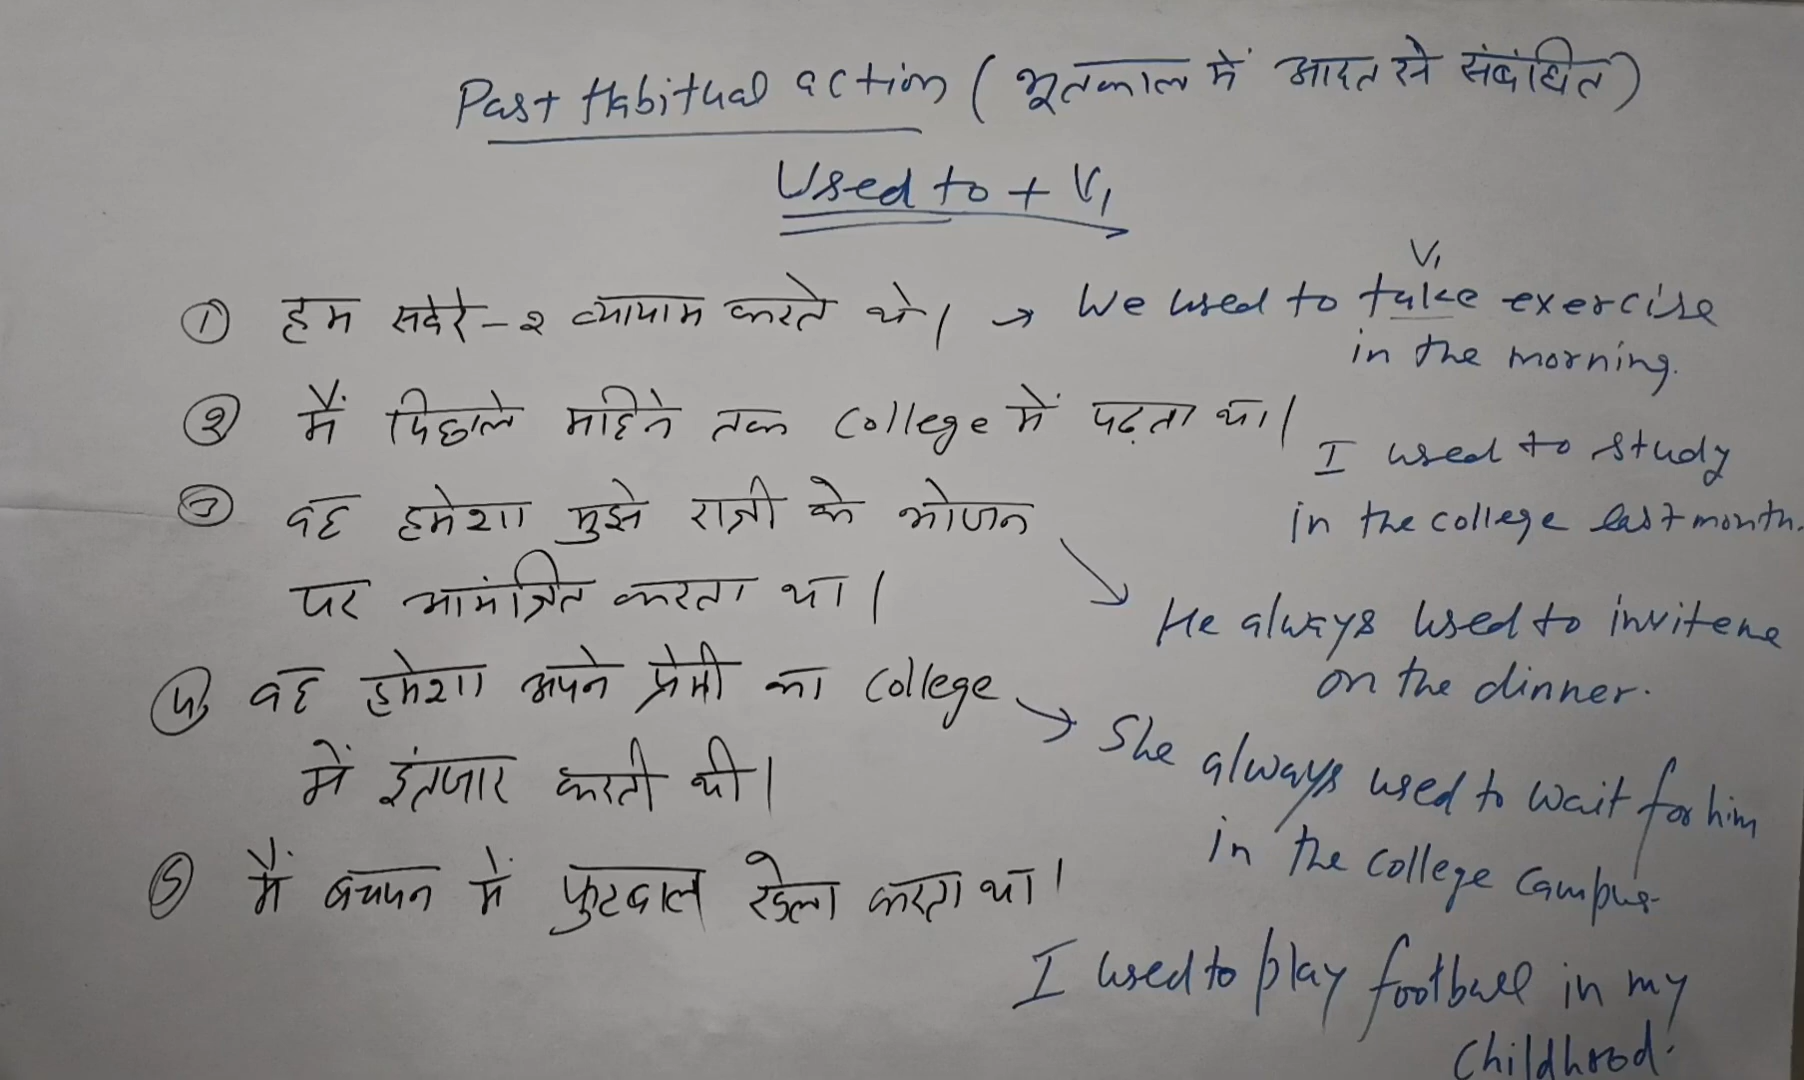 Past Habitual action (भूतकाल में आदत से संबंधित)
Used to + V1
V1
① हम सवेरे-२ व्यायाम करते थे। → We used to take exercise
in the morning.
② मैं पिछले महिने तक college में पढ़ता था।
I used to study
in the college last month.
③ वह हमेशा मुझे रात्री के भोजन
पर आमंत्रित करता था।
He always used to invite me
on the dinner.
④ वह हमेशा अपने प्रेमी का college
में इंतजार करती थी।
She always used to wait for him
in the college campus.
⑤ मैं बचपन में फुटबाल खेला करता था।
I used to play football in my
childhood.